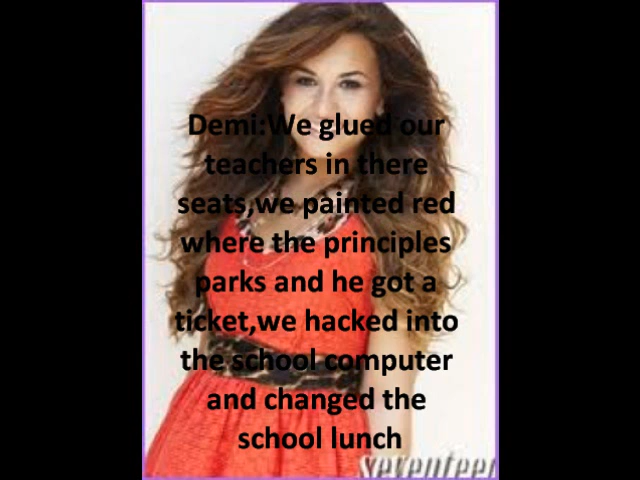 Demi:We glued our
teachers in there
seats,we painted red
where the principles
parks and he got a
ticket,we hacked into
the school computer
and changed the
school lunch
seventeen